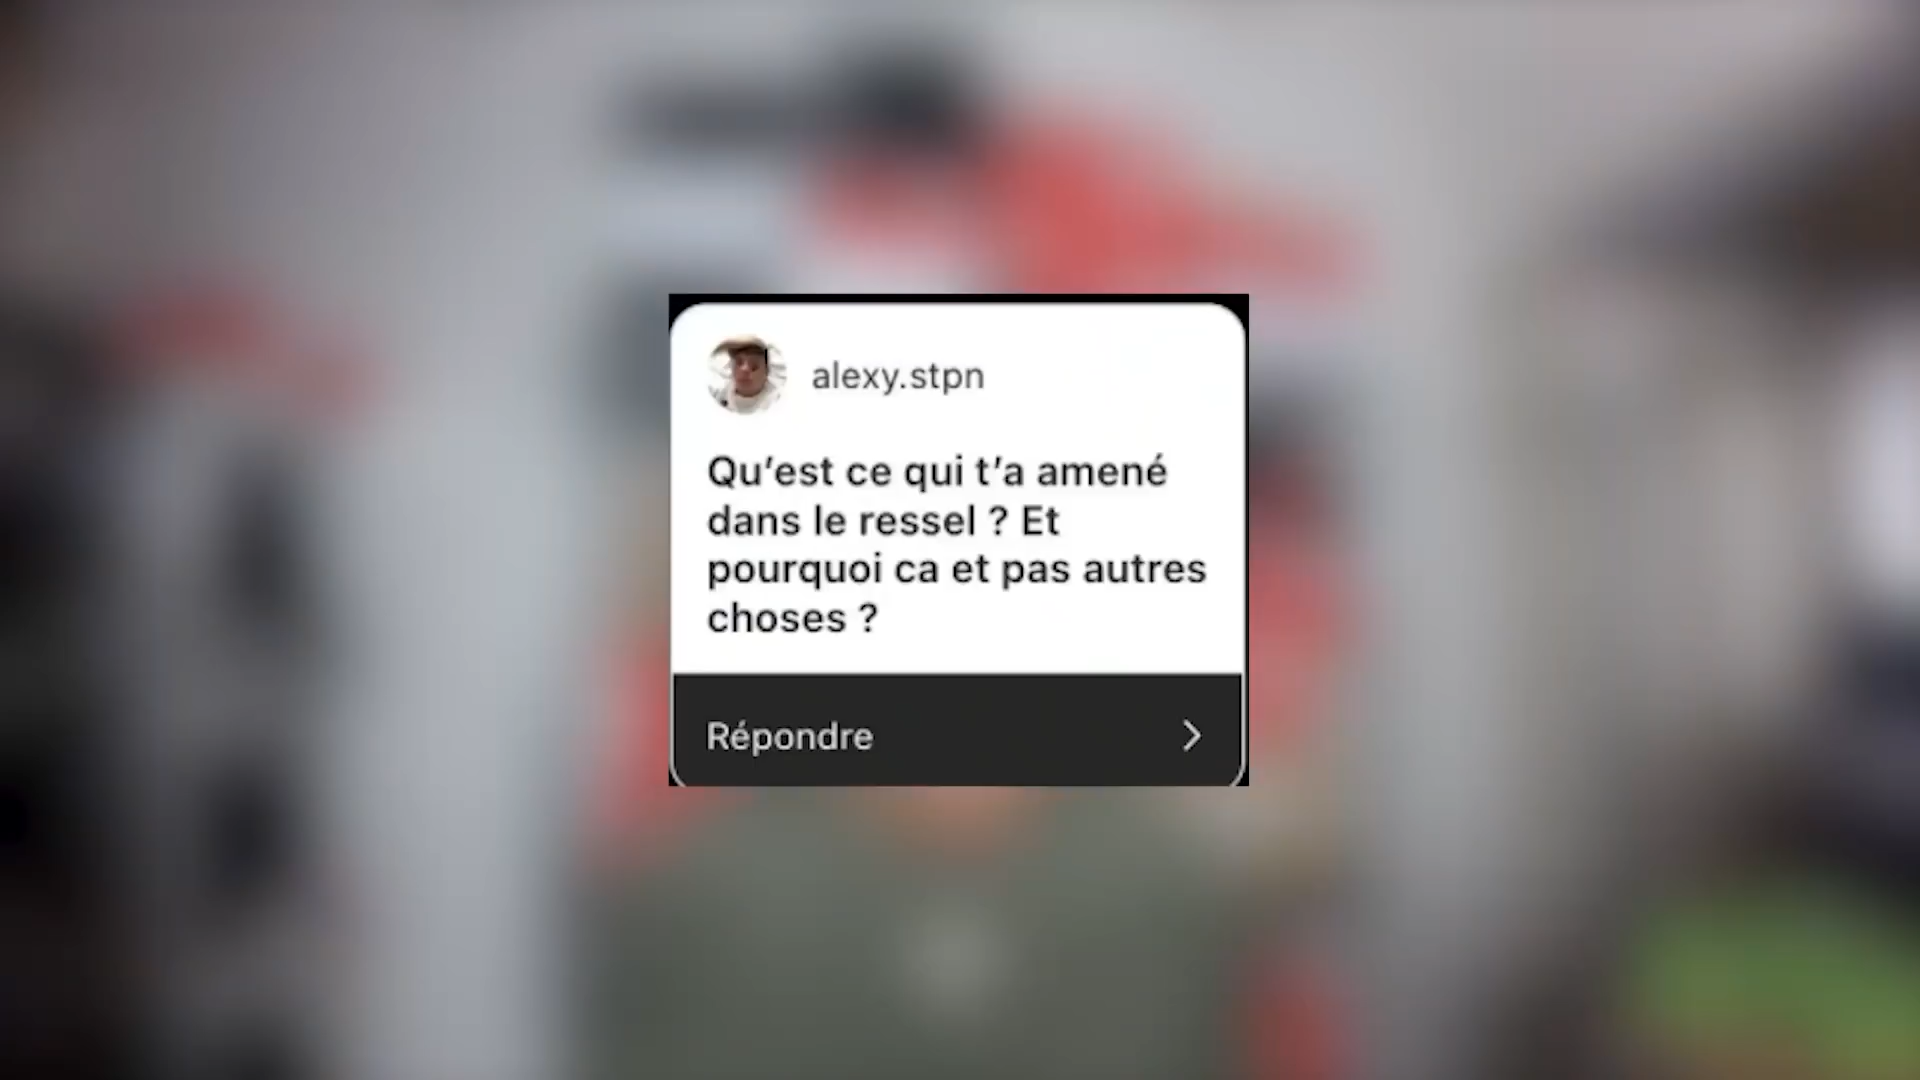 alexy.stpn
Qu’est ce qui t’a amené
dans le ressel ? Et
pourquoi ca et pas autres
choses ?
Répondre